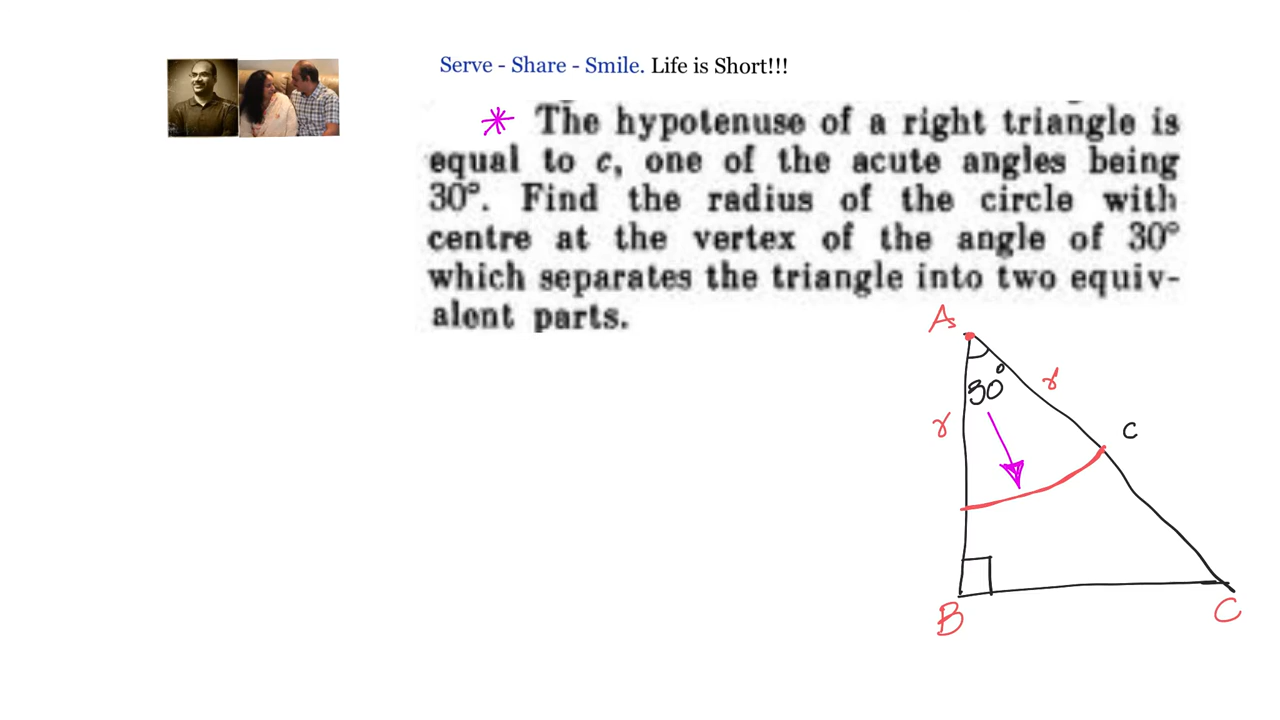 Serve - Share - Smile. Life is Short!!!
* The hypotenuse of a right triangle is
equal to c, one of the acute angles being
30°. Find the radius of the circle with
centre at the vertex of the angle of 30°
which separates the triangle into two equiv-
alent parts.
A
30°
r
r
c
B
C